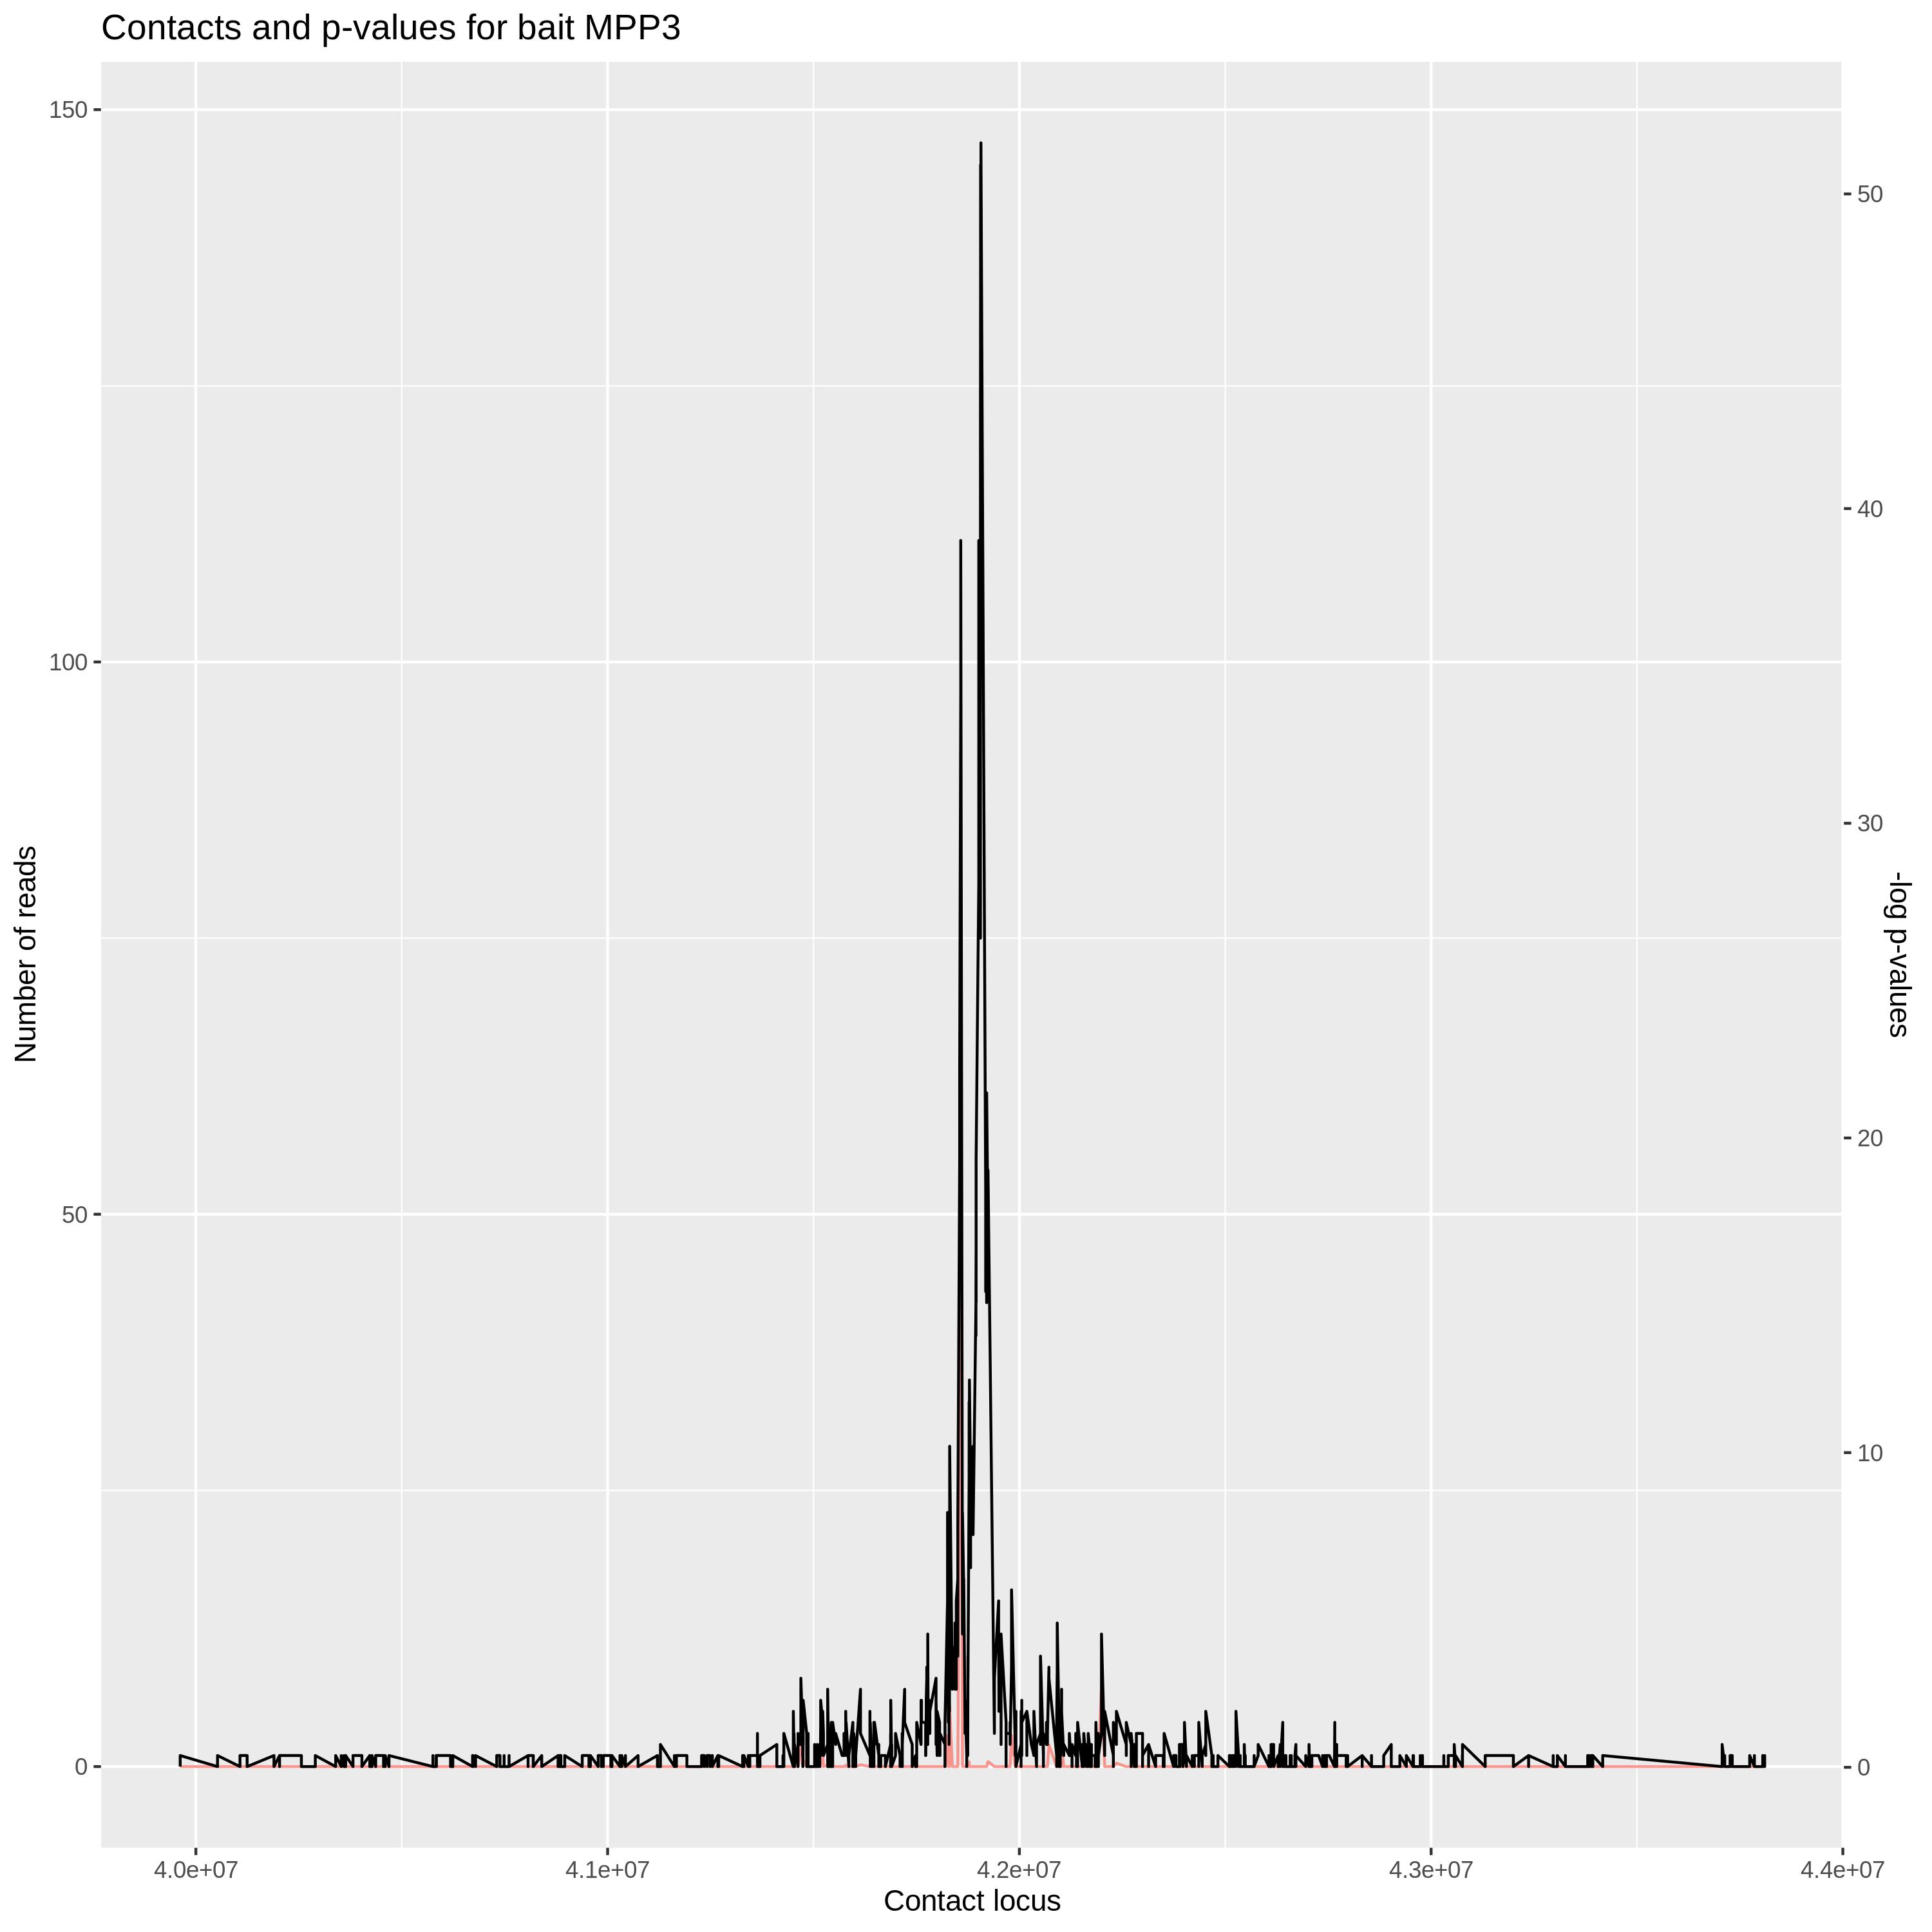 Contacts and p-values for bait MPP3
150
100
50
0
Number of reads
50
40
30
20
10
0
-log p-values
4.0e+07
4.1e+07
4.2e+07
4.3e+07
4.4e+07
Contact locus